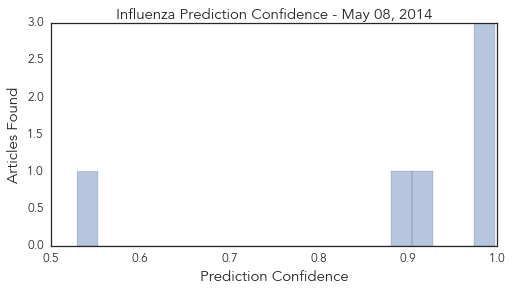 Influenza Prediction Confidence - May 08, 2014
3.0
2.5
2.0
1.5
1.0
0.5
0.0
Articles Found
0.5 0.6 0.7 0.8 0.9 1.0
Prediction Confidence